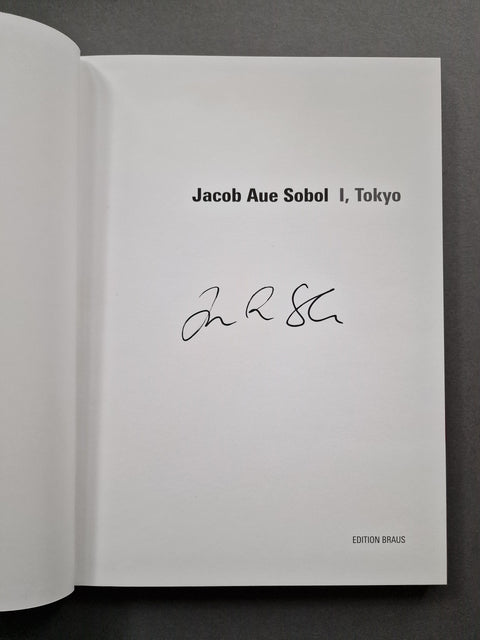 Jacob Aue Sobol I, Tokyo
EDITION BRAUS